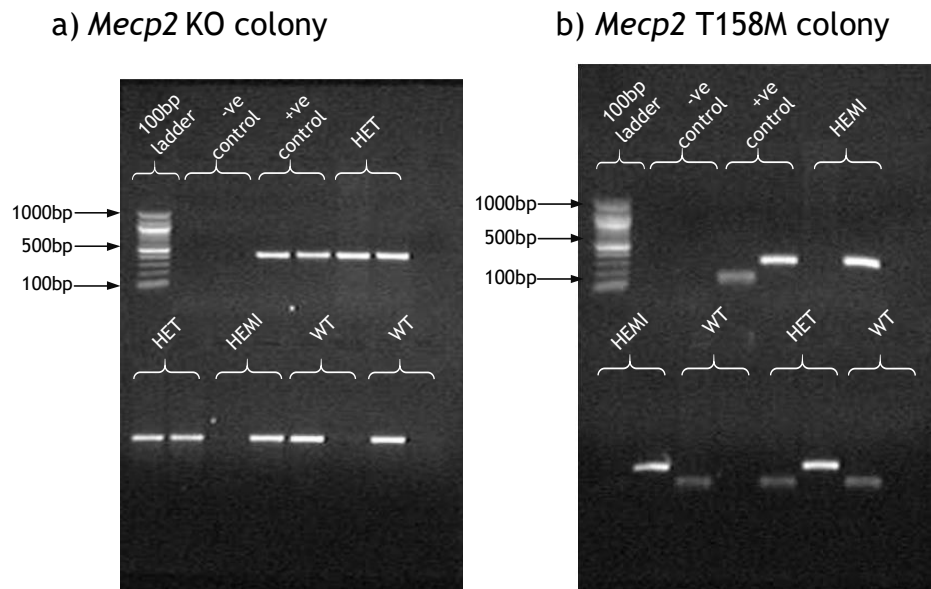 a) Mecp2 KO colony
100bp
ladder
-ve
control
+ve
control
HET
1000bp
500bp
100bp
HET
HEMI
WT
WT
b) Mecp2 T158M colony
100bp
ladder
-ve
control
+ve
control
HEMI
1000bp
500bp
100bp
HEMI
WT
HET
WT